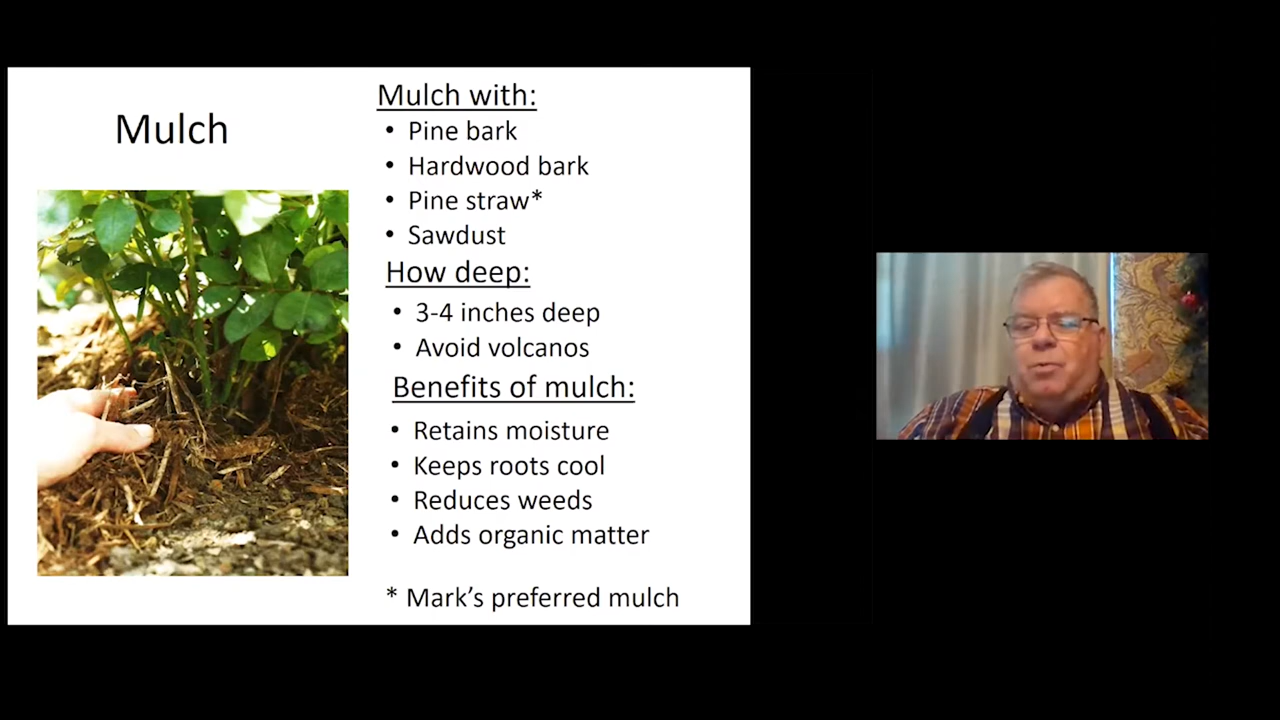 Mulch
Mulch with:
• Pine bark
• Hardwood bark
• Pine straw*
• Sawdust
How deep:
• 3-4 inches deep
• Avoid volcanos
Benefits of mulch:
• Retains moisture
• Keeps roots cool
• Reduces weeds
• Adds organic matter
* Mark’s preferred mulch